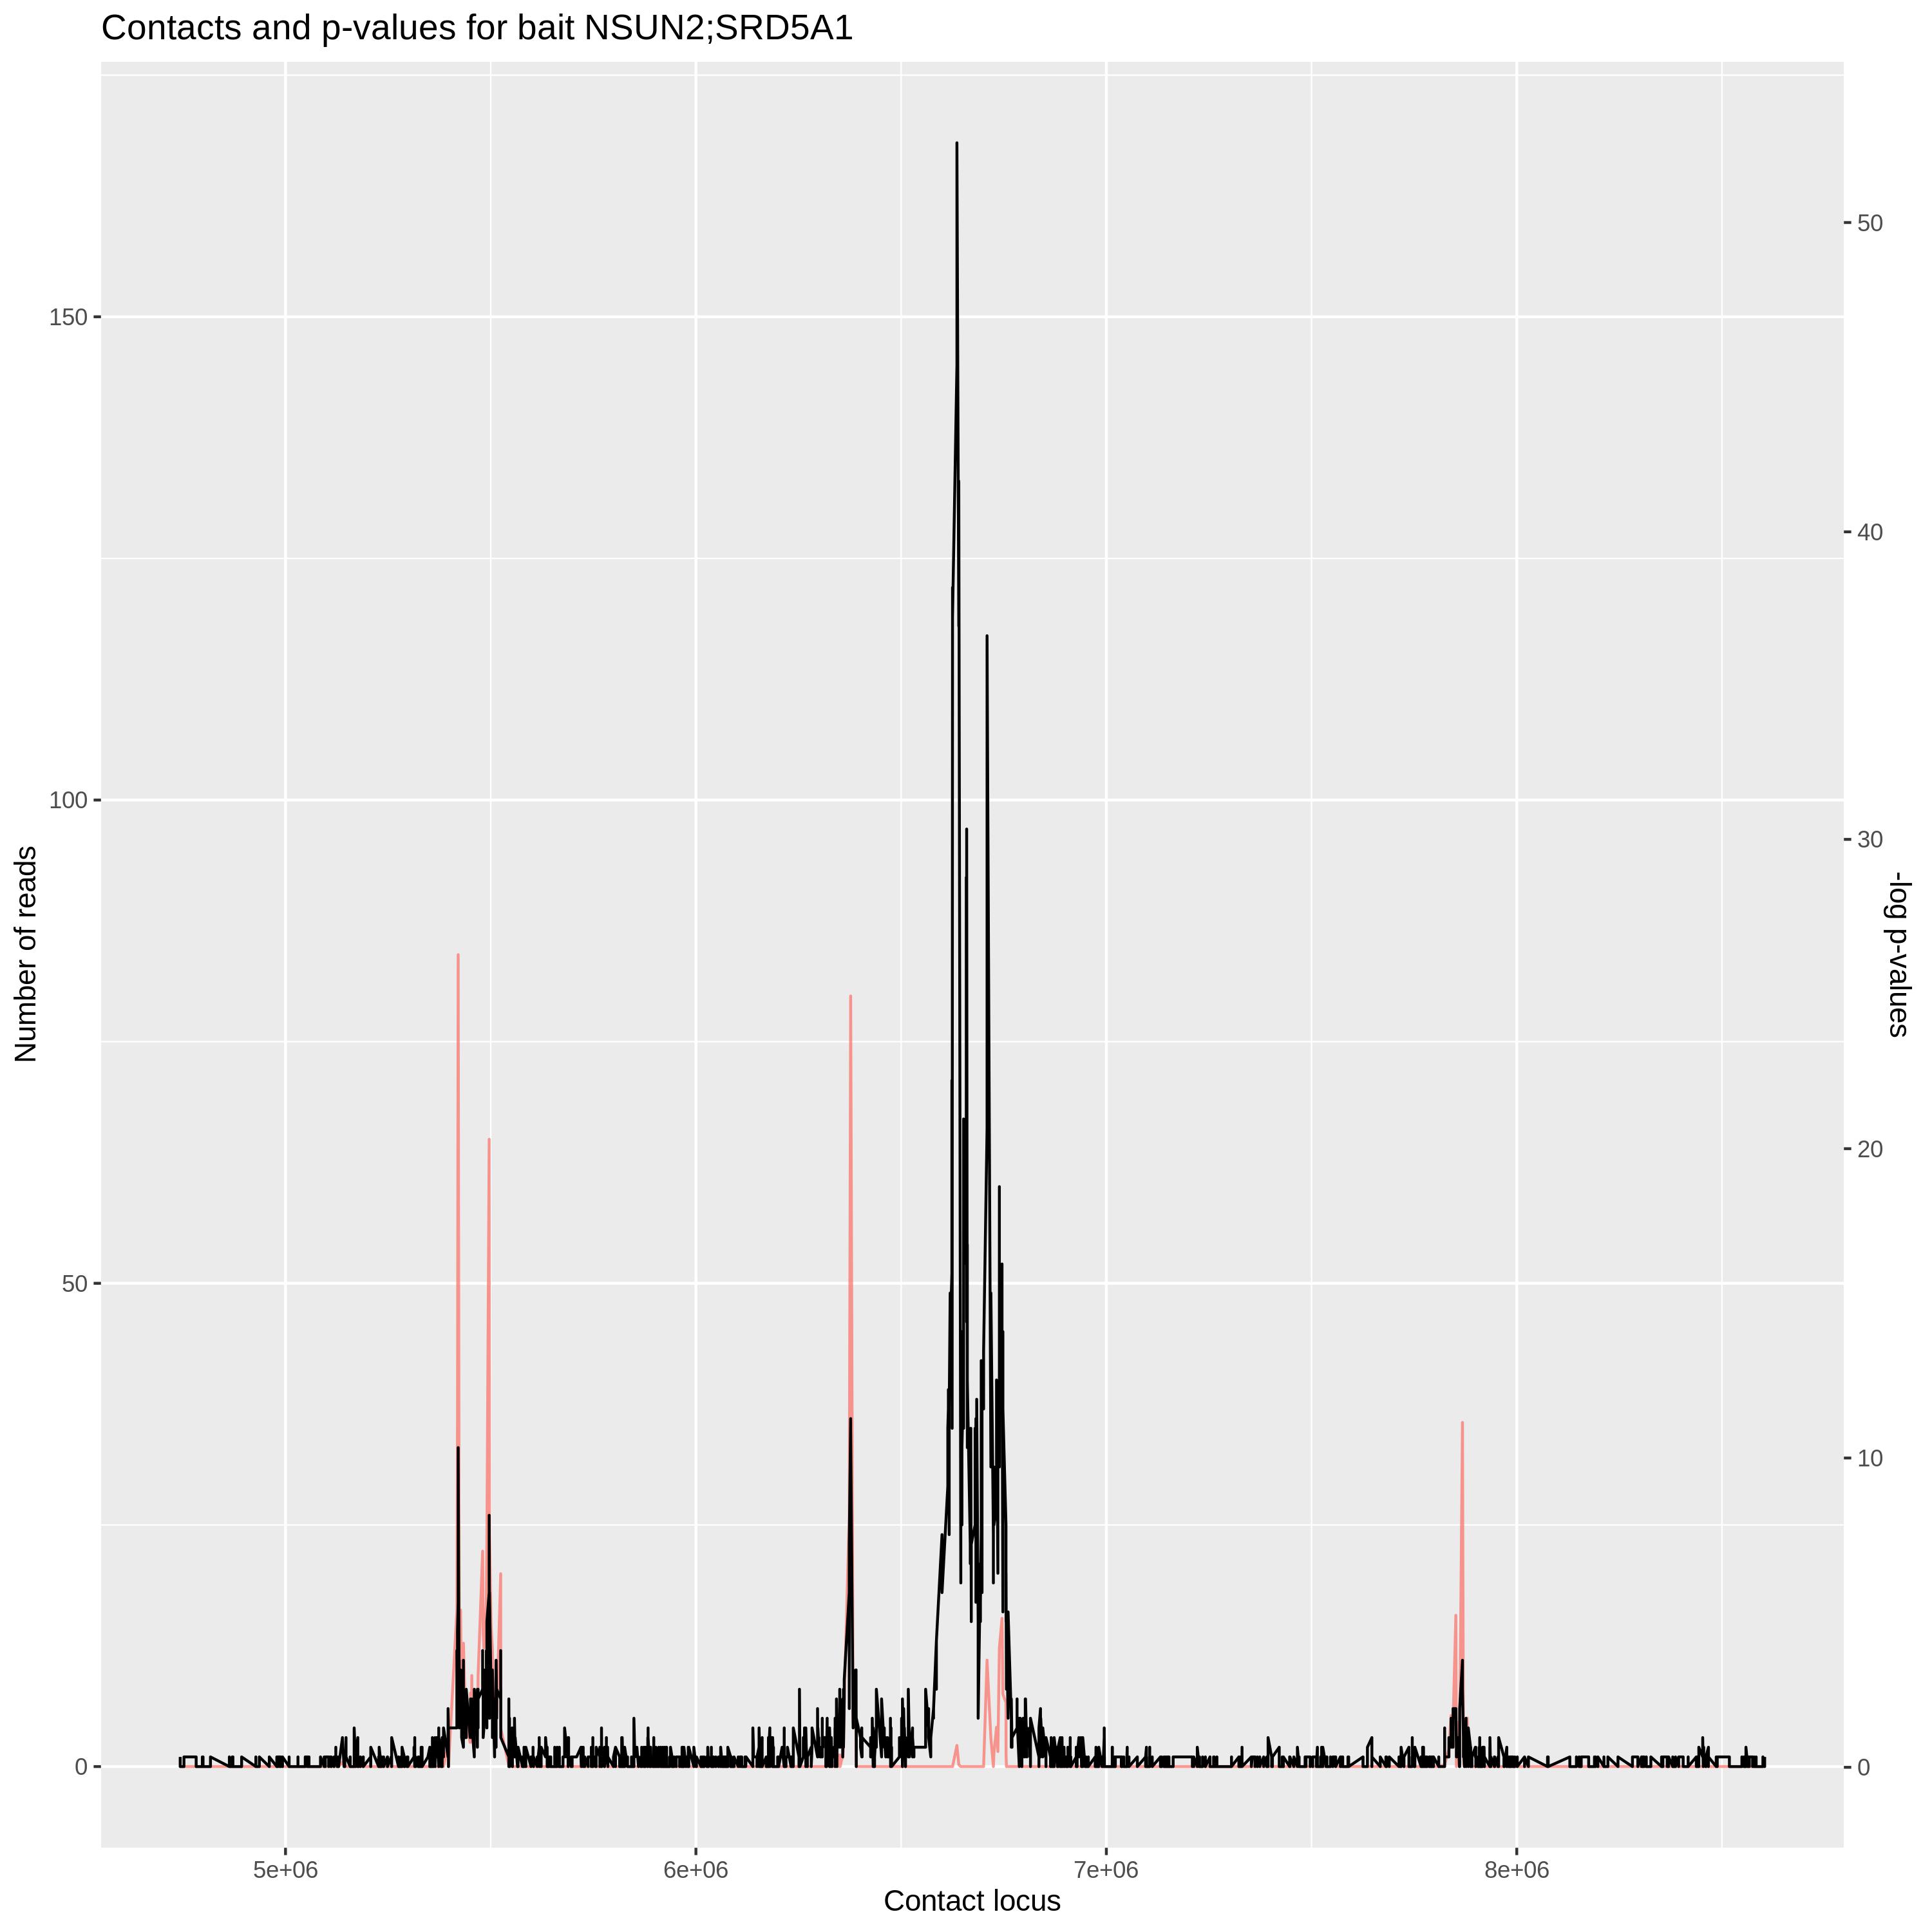 Contacts and p-values for bait NSUN2;SRD5A1
Number of reads
150
100
50
0
50
40
30
20
10
0
-log p-values
5e+06
6e+06
7e+06
8e+06
Contact locus